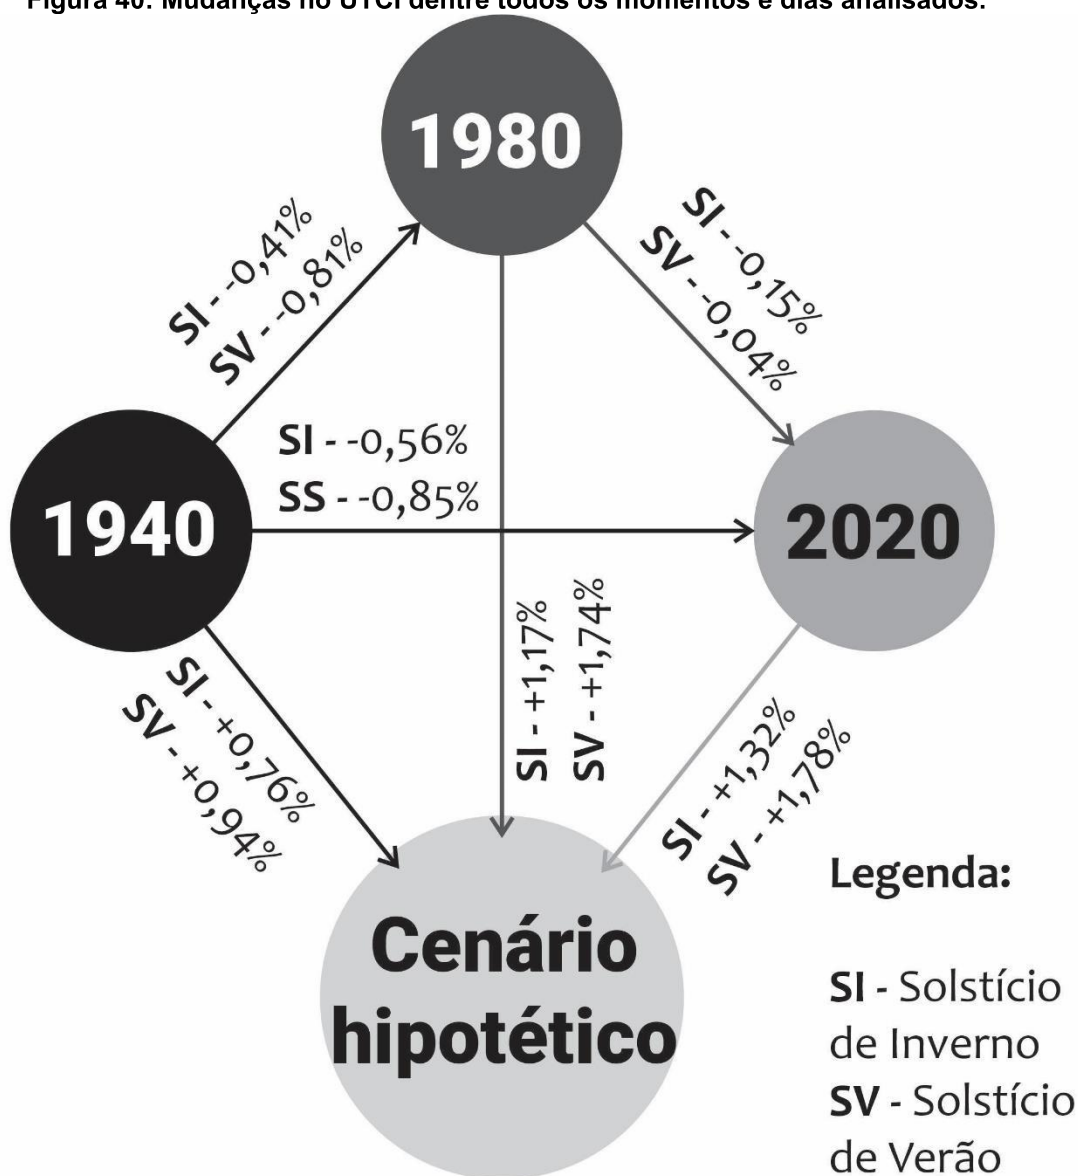 Figura 40: Mudanças no UTCI dentre todos os momentos e dias analisados.
1980
SI - -0,41%
SV - -0,81%
SI - -0,15%
SV - -0,04%
SI - -0,56%
SS - -0,85%
1940
2020
SI - +1,17%
SV - +1,74%
SI - +0,76%
SV - +0,94%
SI - +1,32%
SV - +1,78%
Cenário
hipotético
Legenda:
SI - Solstício
de Inverno
SV - Solstício
de Verão